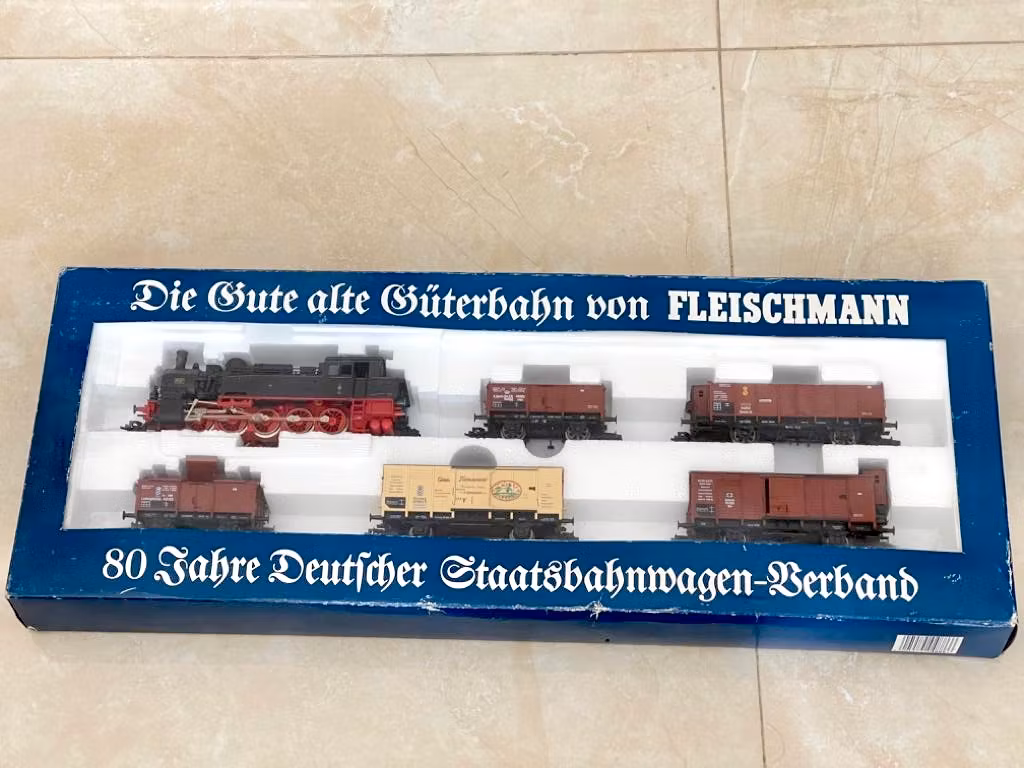 Die Gute alte Güterbahn von FLEISCHMANN
80 Jahre Deutſcher Staatsbahnwagen-Verband